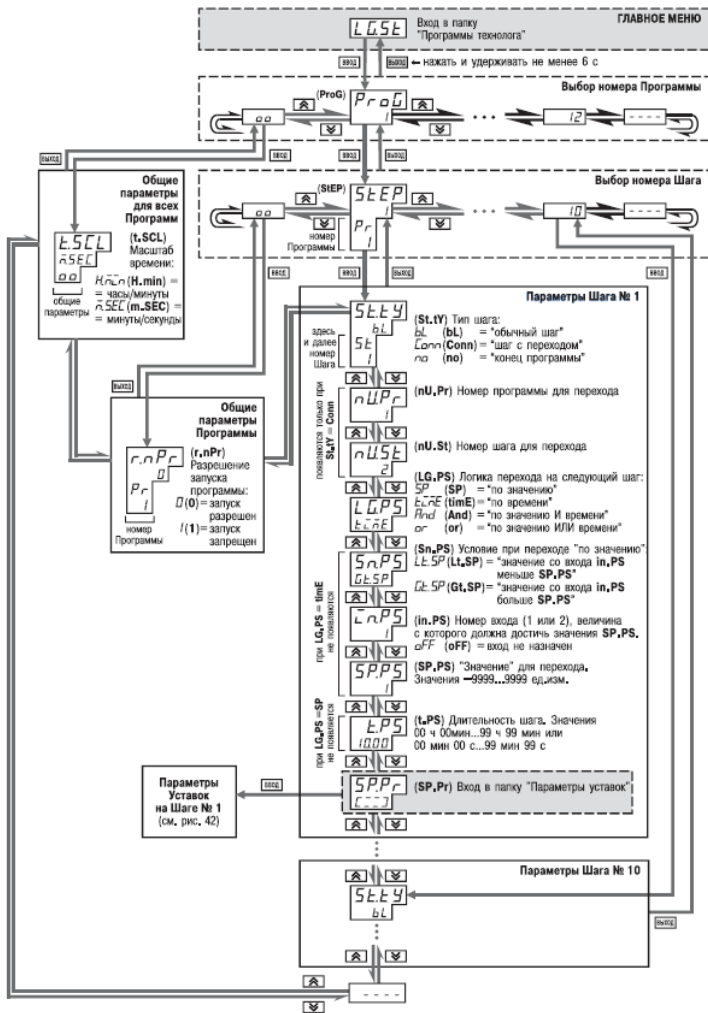 ГЛАВНОЕ МЕНЮ
LG.St
Вход в папку
"Программы технолога"
ввод
выход
← нажать и удерживать не менее 6 с
Выбор номера Программы
(ProG)
ProG
1
oo
...
12
----
выход
ввод
ввод
выход
Выбор номера Шага
(StEP)
StEP
Pr
1
номер
Программы
oo
...
10
----
ввод
ввод
выход
ввод
Общие
параметры
для всех
Программ
t.SCL
m.SEC
oo
(t.SCL)
Масштаб
времени:
H.min (H.min) =
= часы/минуты
m.SEC (m.SEC) =
= минуты/секунды
общие
параметры
выход
Общие
параметры
Программы
r.nPr
0
Pr
1
(r.nPr)
Разрешение
запуска
программы:
0 (0) = запуск
разрешен
1 (1) = запуск
запрещен
номер
Программы
Параметры Шага № 1
St.tY
bL
St
1
здесь
и далее
номер
Шага
(St.tY) Тип шага:
bL (bL) = "обычный шаг"
Conn (Conn) = "шаг с переходом"
no (no) = "конец программы"
появляются только при
St.tY = Conn
nU.Pr
1
(nU.Pr) Номер программы для перехода
nU.St
2
(nU.St) Номер шага для перехода
LG.PS
timE
(LG.PS) Логика перехода на следующий шаг:
SP (SP) = "по значению"
timE (timE) = "по времени"
And (And) = "по значению И времени"
or (or) = "по значению ИЛИ времени"
при LG.PS = timE
не появляются
Sn.PS
Gt.SP
(Sn.PS) Условие при переходе "по значению":
Lt.SP (Lt.SP) = "значение со входа in.PS
меньше SP.PS"
Gt.SP (Gt.SP) = "значение со входа in.PS
больше SP.PS"
in.PS
1
(in.PS) Номер входа (1 или 2), величина
с которого должна достичь значения SP.PS.
oFF (oFF) = вход не назначен
SP.PS
1
(SP.PS) "Значение" для перехода.
Значения –9999...9999 ед.изм.
при LG.PS =SP
не появляется
t.PS
10.00
(t.PS) Длительность шага. Значения
00 ч 00мин...99 ч 99 мин или
00 мин 00 с...99 мин 99 с
SP.Pr
[---]
(SP.Pr) Вход в папку "Параметры уставок"
ввод
Параметры
Уставок
на Шаге № 1
(см. рис. 42)
Параметры Шага № 10
St.tY
bL
выход
----